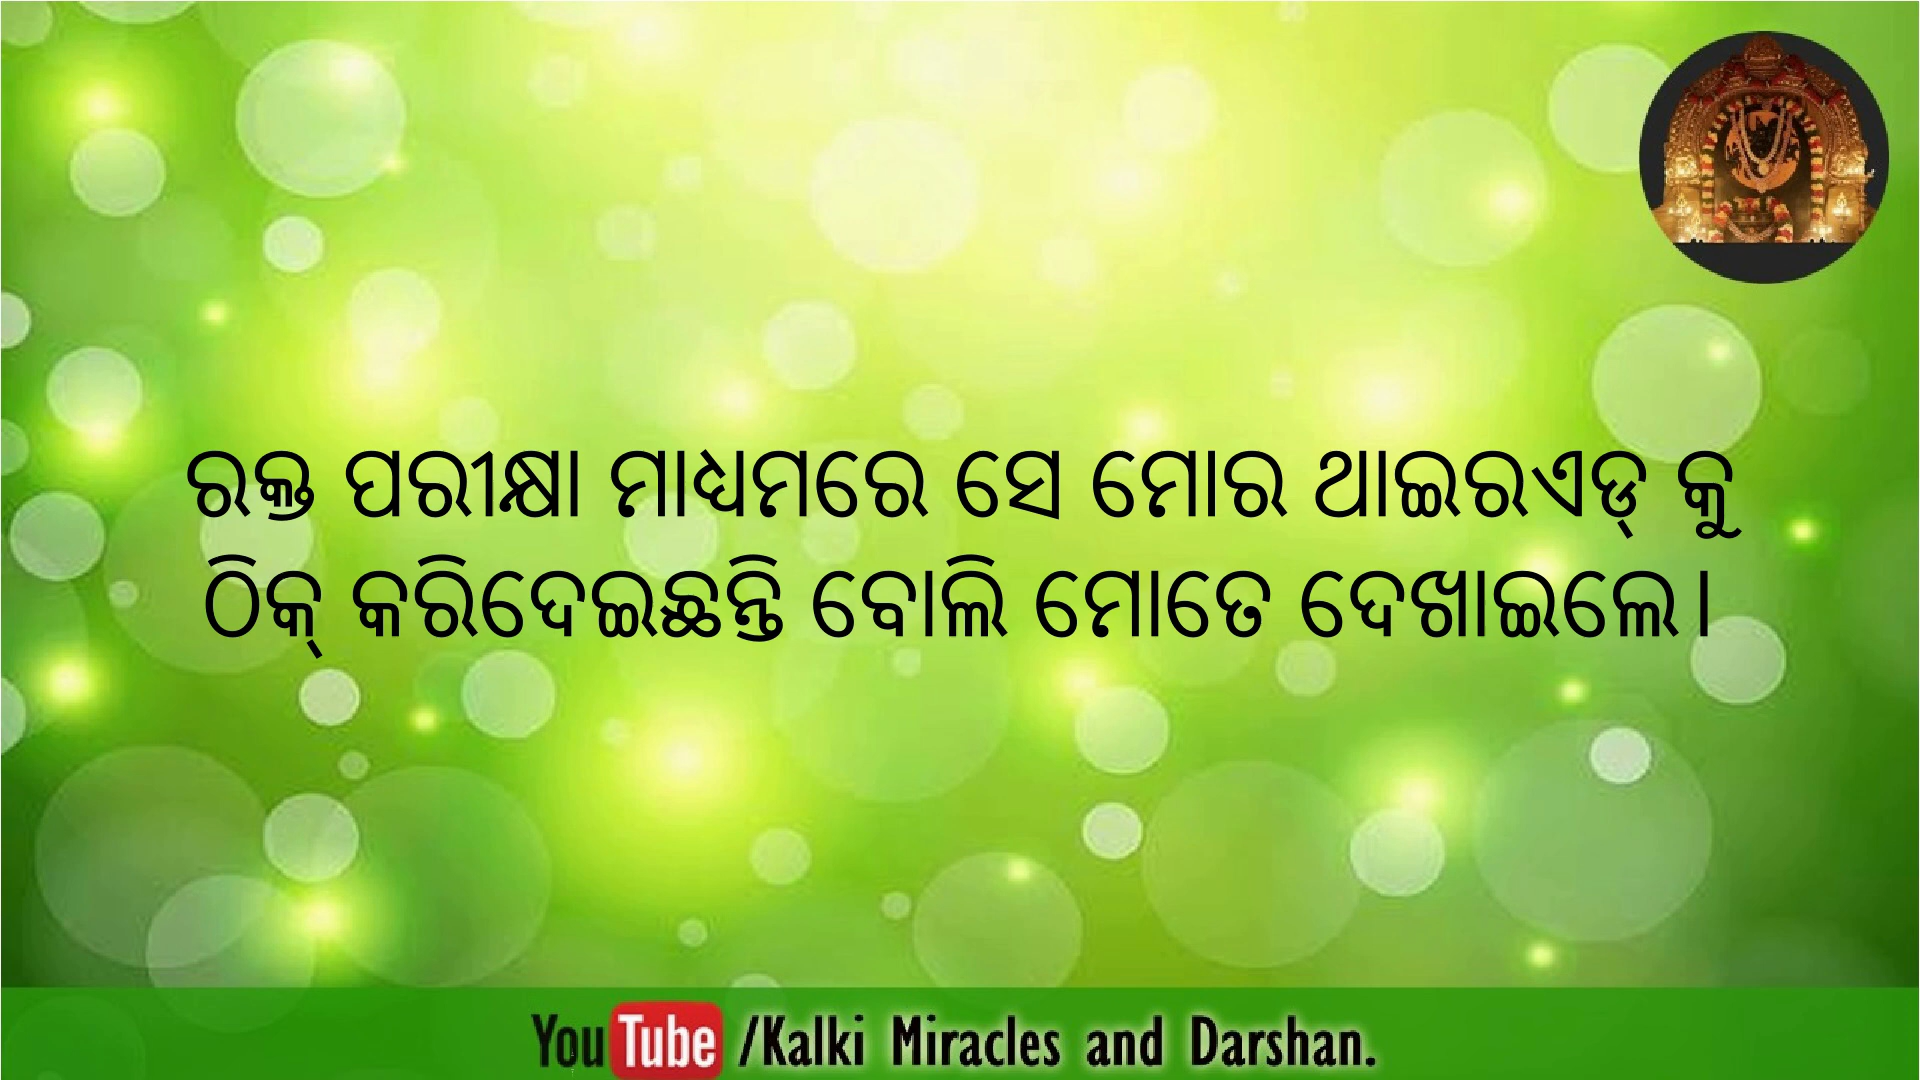 ରକ୍ତ ପରୀକ୍ଷା ମାଧ୍ୟମରେ ସେ ମୋର ଥାଇରଏଡ୍ କୁ
ଠିକ୍ କରିଦେଇଛନ୍ତି ବୋଲି ମୋତେ ଦେଖାଇଲେ।
YouTube /Kalki Miracles and Darshan.